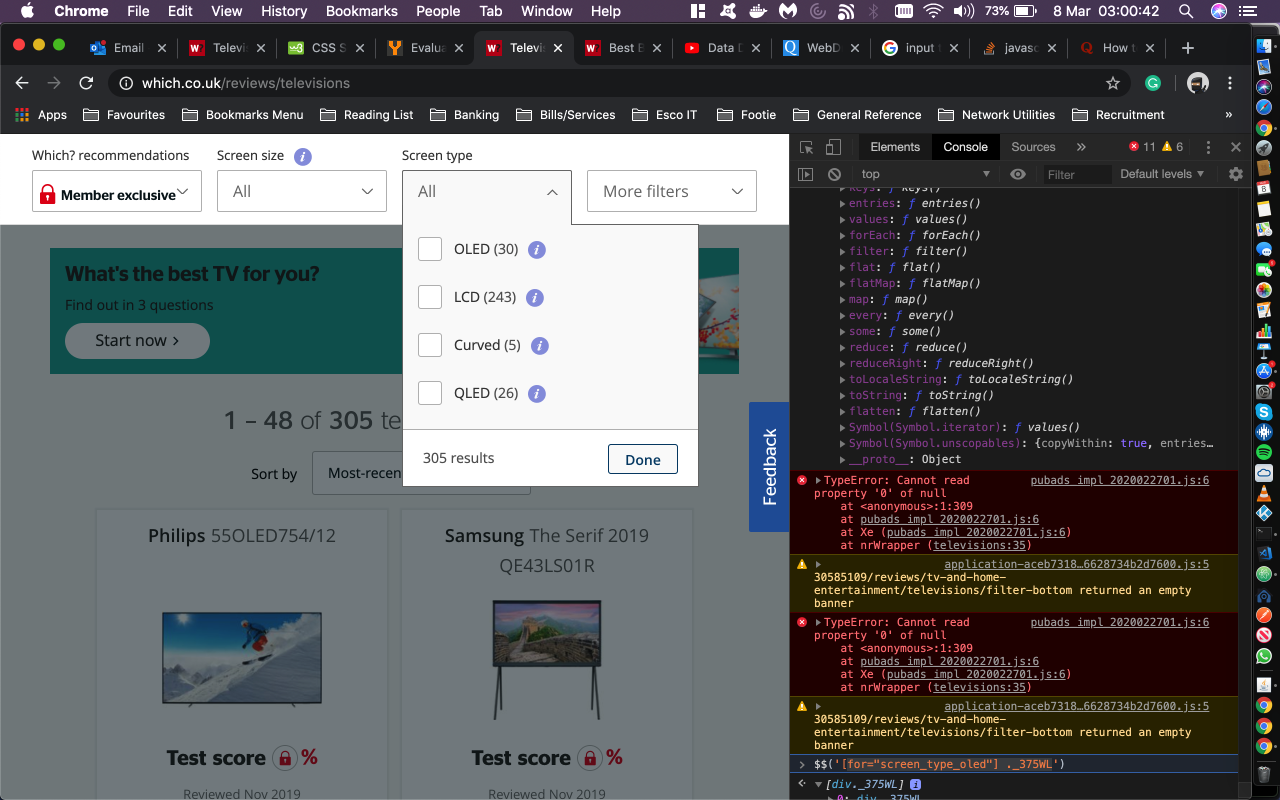 Chrome File Edit View History Bookmarks People Tab Window Help 73% 8 Mar 03:00:42
Email Televi CSS S Evalua Televis Best E Data D WebD input t javasc How t
which.co.uk/reviews/televisions
Apps Favourites Bookmarks Menu Reading List Banking Bills/Services Esco IT Footie General Reference Network Utilities Recruitment »
Which? recommendations Screen size i Screen type
Member exclusive All All More filters
OLED (30) i
LCD (243) i
Curved (5) i
QLED (26) i
305 results Done
What's the best TV for you?
Find out in 3 questions
Start now ›
1 – 48 of 305 te
Sort by Most-recen
Feedback
Philips 55OLED754/12
Samsung The Serif 2019
QE43LS01R
Test score %
Test score %
Reviewed Nov 2019
Reviewed Nov 2019
Elements Console Sources » 11 6
top Filter Default levels
keys: ƒ keys()
entries: ƒ entries()
values: ƒ values()
forEach: ƒ forEach()
filter: ƒ filter()
flat: ƒ flat()
flatMap: ƒ flatMap()
map: ƒ map()
every: ƒ every()
some: ƒ some()
reduce: ƒ reduce()
reduceRight: ƒ reduceRight()
toLocaleString: ƒ toLocaleString()
toString: ƒ toString()
flatten: ƒ flatten()
Symbol(Symbol.iterator): ƒ values()
Symbol(Symbol.unscopables): {copyWithin: true, entries…
__proto__: Object
TypeError: Cannot read pubads_impl_2020022701.js:6
property '0' of null
at <anonymous>:1:309
at pubads_impl_2020022701.js:6
at Xe (pubads_impl_2020022701.js:6)
at nrWrapper (televisions:35)
application-aceb7318…6628734b2d7600.js:5
30585109/reviews/tv-and-home-
entertainment/televisions/filter-bottom returned an empty
banner
TypeError: Cannot read pubads_impl_2020022701.js:6
property '0' of null
at <anonymous>:1:309
at pubads_impl_2020022701.js:6
at Xe (pubads_impl_2020022701.js:6)
at nrWrapper (televisions:35)
application-aceb7318…6628734b2d7600.js:5
30585109/reviews/tv-and-home-
entertainment/televisions/filter-bottom returned an empty
banner
$$('[for="screen_type_oled"] ._375WL')
[div._375WL] i
0: div._375WL